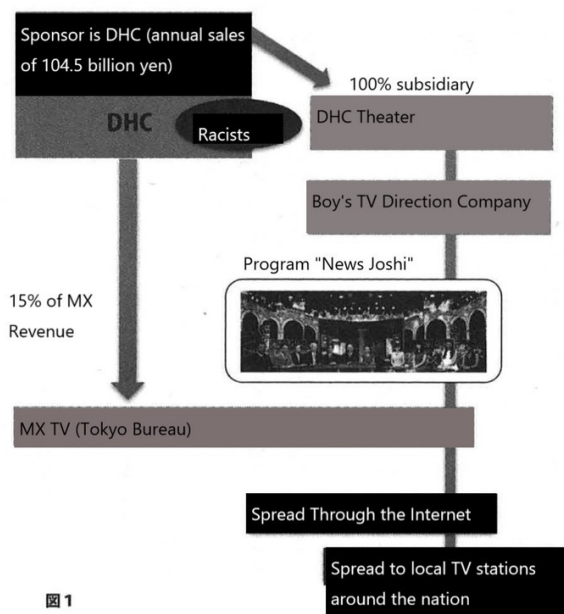 Sponsor is DHC (annual sales
of 104.5 billion yen)
100% subsidiary
DHC
Racists
DHC Theater
Boy's TV Direction Company
Program "News Joshi"
15% of MX
Revenue
MX TV (Tokyo Bureau)
Spread Through the Internet
Spread to local TV stations
around the nation
図1